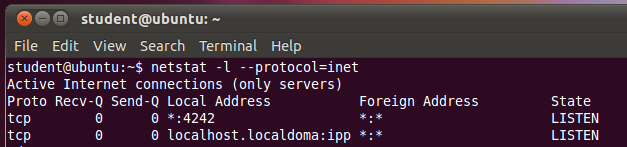 student@ubuntu: ~
File Edit View Search Terminal Help
student@ubuntu:~$ netstat -l --protocol=inet
Active Internet connections (only servers)
Proto Recv-Q Send-Q Local Address           Foreign Address         State
tcp        0      0 *:4242                  *:*                     LISTEN
tcp        0      0 localhost.localdoma:ipp *:*                     LISTEN